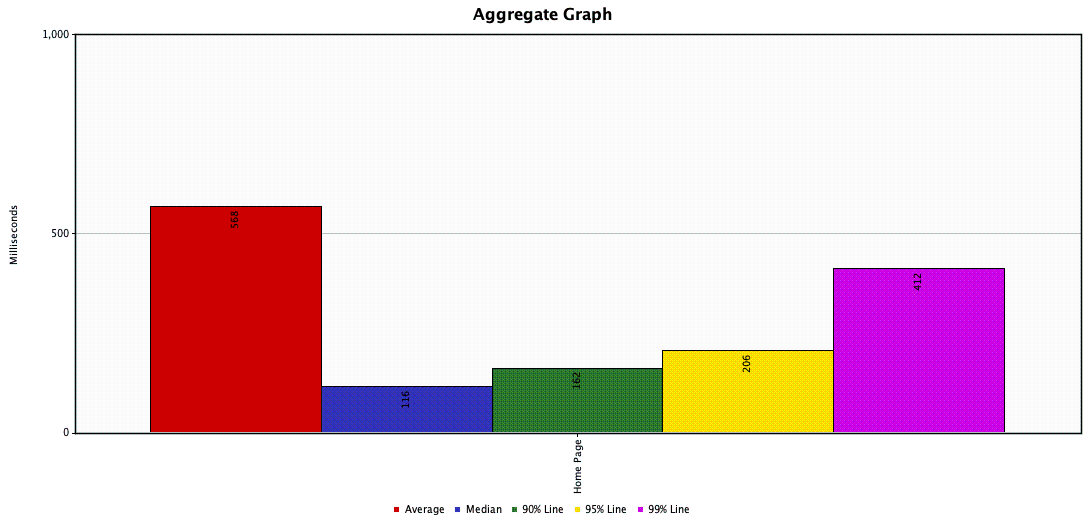 Aggregate Graph
1,000
500
0
Milliseconds
568
116
162
206
412
Home Page
Average Median 90% Line 95% Line 99% Line